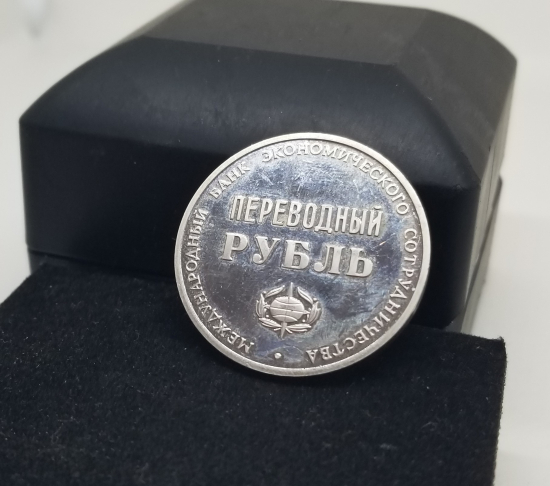 МЕЖДУНАРОДНЫЙ БАНК ЭКОНОМИЧЕСКОГО СОТРУДНИЧЕСТВА
ПЕРЕВОДНЫЙ
РУБЛЬ